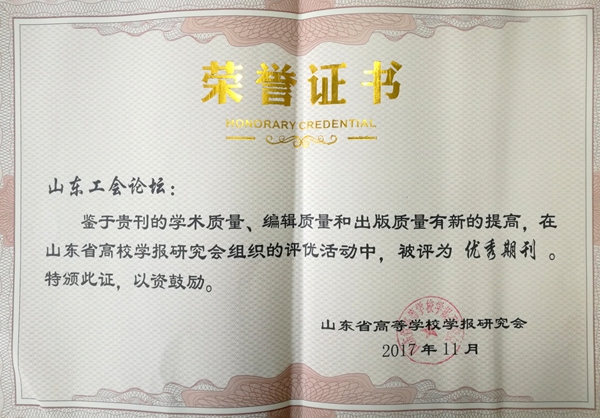 荣誉证书
HONORARY CREDENTIAL
山东工会论坛：
鉴于贵刊的学术质量、编辑质量和出版质量有新的提高，在
山东省高校学报研究会组织的评优活动中，被评为 优秀期刊 。
特颁此证，以资鼓励。
山东省高等学校学报研究会
2017年11月